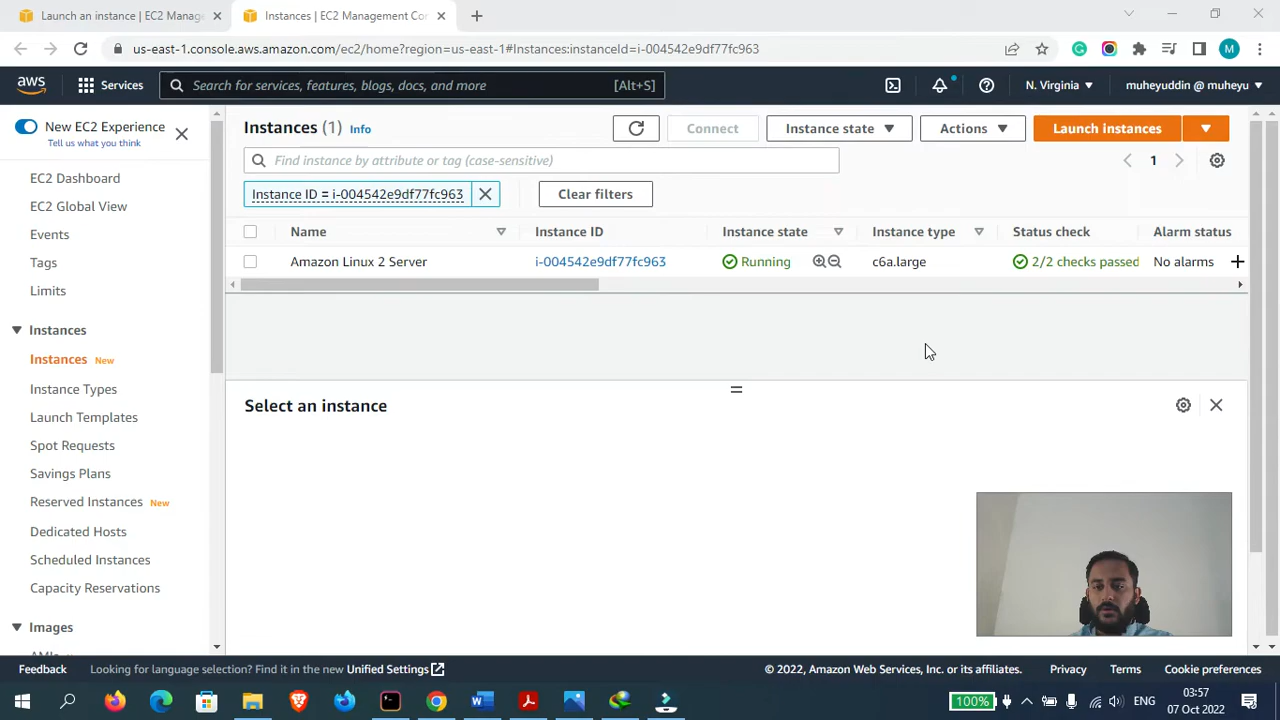 Launch an instance | EC2 Manag
Instances | EC2 Management Cor
us-east-1.console.aws.amazon.com/ec2/home?region=us-east-1#Instances:instanceId=i-004542e9df77fc963
M
aws
Services
Search for services, features, blogs, docs, and more
[Alt+S]
N. Virginia
muheyuddin @ muheyu
New EC2 Experience
Tell us what you think
EC2 Dashboard
EC2 Global View
Events
Tags
Limits
Instances
Instances New
Instance Types
Launch Templates
Spot Requests
Savings Plans
Reserved Instances New
Dedicated Hosts
Scheduled Instances
Capacity Reservations
Images
Instances (1) Info
Connect
Instance state
Actions
Launch instances
Find instance by attribute or tag (case-sensitive)
1
Instance ID = i-004542e9df77fc963
Clear filters
Name Instance ID Instance state Instance type Status check Alarm status
Amazon Linux 2 Server i-004542e9df77fc963 Running c6a.large 2/2 checks passed No alarms
Select an instance
Feedback
Looking for language selection? Find it in the new Unified Settings
© 2022, Amazon Web Services, Inc. or its affiliates.
Privacy
Terms
Cookie preferences
100%
ENG
03:57
07 Oct 2022